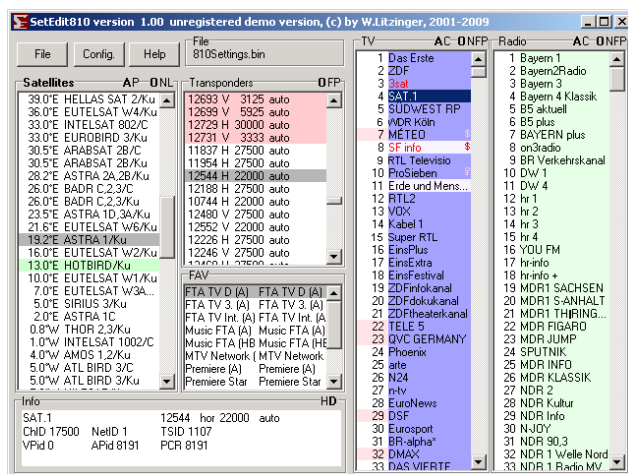 SetEdit810 version 1.00 unregistered demo version, (c) by W.Litzinger, 2001-2009
File Config. Help
File
810Settings.bin
Satellites AP ONL
39.0°E HELLAS SAT 2/Ku
36.0°E EUTELSAT W4/Ku
33.0°E INTELSAT 802/C
33.0°E EUROBIRD 3/Ku
30.5°E ARABSAT 2B/C
30.5°E ARABSAT 2B/Ku
28.2°E ASTRA 2A,2B/Ku
26.0°E BADR C,2,3/C
26.0°E BADR C,2,3/Ku
23.5°E ASTRA 1D,3A/Ku
21.6°E EUTELSAT W6/Ku
19.2°E ASTRA 1/Ku
16.0°E EUTELSAT W2/Ku
13.0°E HOTBIRD/Ku
10.0°E EUTELSAT W1/Ku
7.0°E EUTELSAT W3A...
5.0°E SIRIUS 3/Ku
2.0°E ASTRA 1C
0.8°W THOR 2,3/Ku
1.0°W INTELSAT 1002/C
4.0°W AMOS 1,2/Ku
5.0°W ATL BIRD 3/C
5.0°W ATL BIRD 3/Ku
Transponders OFP
12693 V 3125 auto
12699 V 5925 auto
12729 H 30000 auto
12731 V 3333 auto
11837 H 27500 auto
11954 H 27500 auto
12544 H 22000 auto
12188 H 27500 auto
10744 H 22000 auto
12480 V 27500 auto
12552 V 22000 auto
12226 H 27500 auto
12246 V 27500 auto
FAV
FTA TV D (A) FTA TV D (A)
FTA TV 3. (A) FTA TV 3. (A)
FTA TV Int. (A) FTA TV Int. (A
Music FTA (A) Music FTA (A)
Music FTA (HB Music FTA (HE
MTV Network ( MTV Network
Premiere (A) Premiere (A)
Premiere Star Premiere Star
TV AC ONFP
1 Das Erste
2 ZDF
3 3sat
4 SAT.1
5 SÜDWEST RP
6 WDR Köln
7 MÉTEO $
8 SF info $
9 RTL Televisio
10 ProSieben
11 Erde und Mens...
12 RTL2
13 VOX
14 Kabel 1
15 Super RTL
16 EinsPlus
17 EinsExtra
18 EinsFestival
19 ZDFinfokanal
20 ZDFdokukanal
21 ZDFtheaterkanal
22 TELE 5
23 QVC GERMANY
24 Phoenix
25 arte
26 N24
27 n-tv
28 EuroNews
29 DSF
30 Eurosport
31 BR-alpha*
32 DMAX
33 DAS VIERTE
Radio AC ONFP
1 Bayern 1
2 Bayern2Radio
3 Bayern 3
4 Bayern 4 Klassik
5 B5 aktuell
6 B5 plus
7 BAYERN plus
8 on3radio
9 BR Verkehrskanal
10 DW 1
11 DW 4
12 hr 1
13 hr 2
14 hr 3
15 hr 4
16 YOU FM
17 hr-info
18 hr-info +
19 MDR1 SACHSEN
20 MDR1 S-ANHALT
21 MDR1 THIRING...
22 MDR FIGARO
23 MDR JUMP
24 SPUTNIK
25 MDR INFO
26 MDR KLASSIK
27 NDR 2
28 NDR Kultur
29 NDR Info
30 N-JOY
31 NDR 90,3
32 NDR 1 Welle Nord
33 NDR 1 Radio MV
Info HD
SAT.1 12544 hor 22000 auto
ChID 17500 NetID 1 TSID 1107
VPid 0 APid 8191 PCR 8191